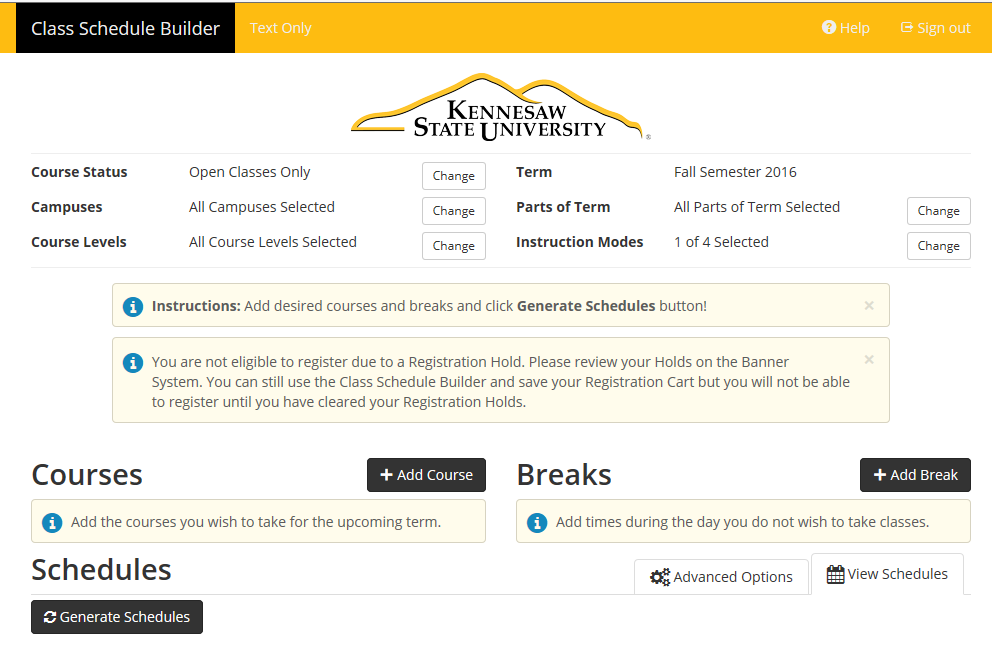 Class Schedule Builder Text Only Help Sign out
KENNESAW
STATE UNIVERSITY ®
Course Status Open Classes Only Change Term Fall Semester 2016
Campuses All Campuses Selected Change Parts of Term All Parts of Term Selected Change
Course Levels All Course Levels Selected Change Instruction Modes 1 of 4 Selected Change
Instructions: Add desired courses and breaks and click Generate Schedules button! ×
You are not eligible to register due to a Registration Hold. Please review your Holds on the Banner ×
System. You can still use the Class Schedule Builder and save your Registration Cart but you will not be able
to register until you have cleared your Registration Holds.
Courses + Add Course Breaks + Add Break
Add the courses you wish to take for the upcoming term. Add times during the day you do not wish to take classes.
Schedules Advanced Options View Schedules
Generate Schedules